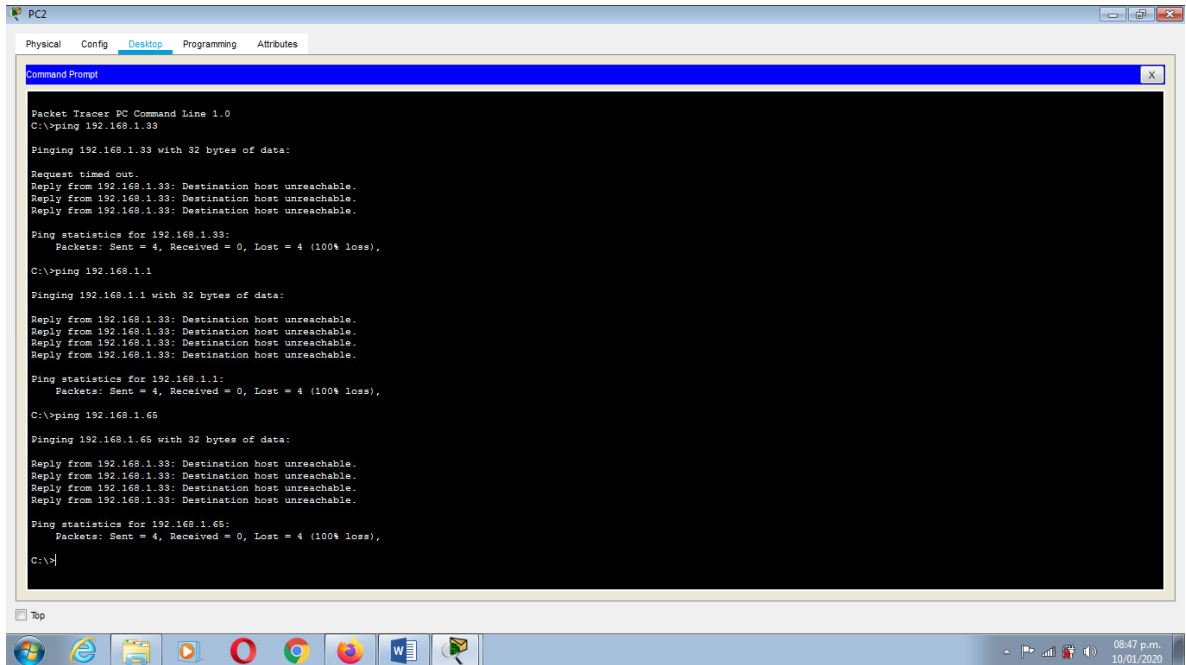 PC2
Physical Config Desktop Programming Attributes
Command Prompt
X
Packet Tracer PC Command Line 1.0
C:\>ping 192.168.1.33
Pinging 192.168.1.33 with 32 bytes of data:
Request timed out.
Reply from 192.168.1.33: Destination host unreachable.
Reply from 192.168.1.33: Destination host unreachable.
Reply from 192.168.1.33: Destination host unreachable.
Ping statistics for 192.168.1.33:
Packets: Sent = 4, Received = 0, Lost = 4 (100% loss),
C:\>ping 192.168.1.1
Pinging 192.168.1.1 with 32 bytes of data:
Reply from 192.168.1.33: Destination host unreachable.
Reply from 192.168.1.33: Destination host unreachable.
Reply from 192.168.1.33: Destination host unreachable.
Reply from 192.168.1.33: Destination host unreachable.
Ping statistics for 192.168.1.1:
Packets: Sent = 4, Received = 0, Lost = 4 (100% loss),
C:\>ping 192.168.1.65
Pinging 192.168.1.65 with 32 bytes of data:
Reply from 192.168.1.33: Destination host unreachable.
Reply from 192.168.1.33: Destination host unreachable.
Reply from 192.168.1.33: Destination host unreachable.
Reply from 192.168.1.33: Destination host unreachable.
Ping statistics for 192.168.1.65:
Packets: Sent = 4, Received = 0, Lost = 4 (100% loss),
C:\>
Top
08:47 p.m.
10/01/2020